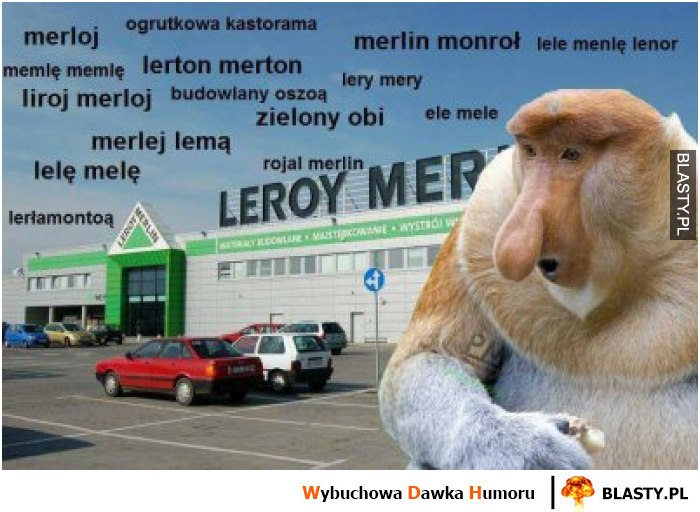 ogrutkowa kastorama
merloj
merlin monroł
lele menlę lenor
memlę memlę
lerton merton
lery mery
liroj merloj
budowlany oszoą
zielony obi
ele mele
merlej lemą
lelę melę
rojal merlin
lerłamontoą
LEROY MER
LEROY MERLIN
MATERIAŁY BUDOWLANE • MAJSTERKOWANIE • WYSTRÓJ W
BLASTY.PL
Wybuchowa Dawka Humoru
BLASTY.PL